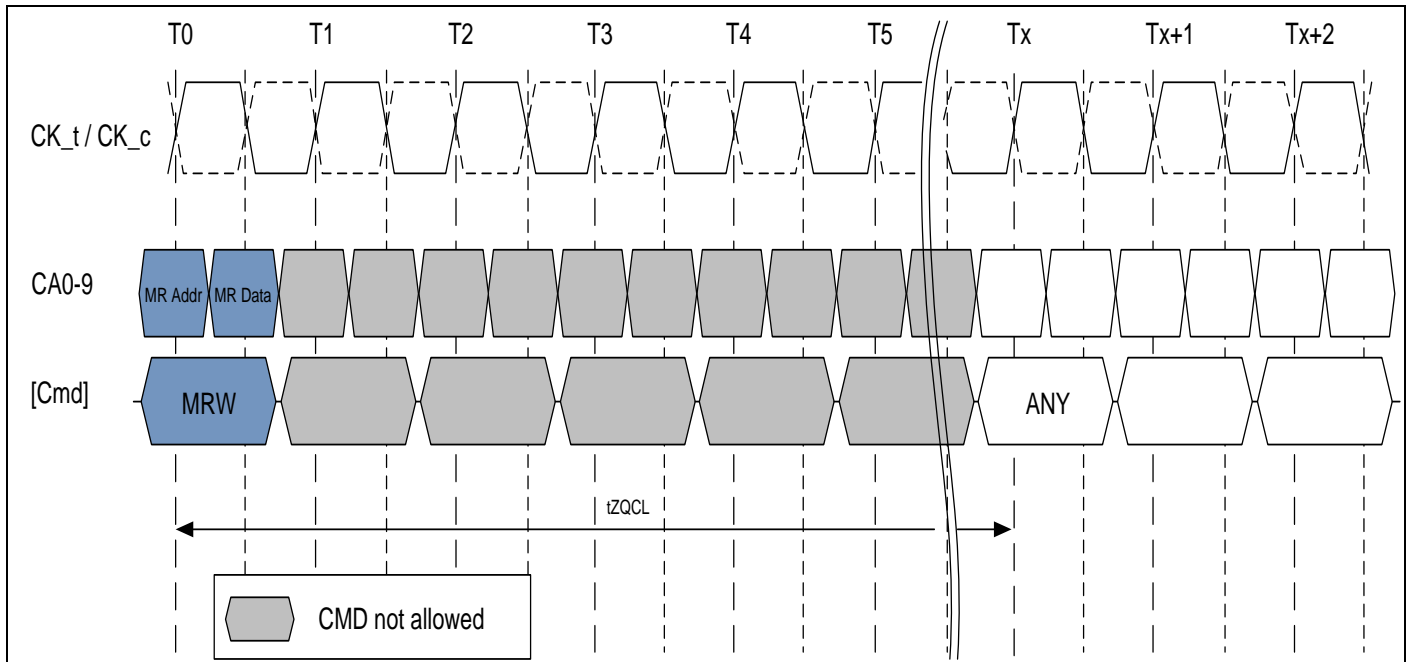 T0 T1 T2 T3 T4 T5 Tx Tx+1 Tx+2
CK_t / CK_c
CA0-9 MR Addr MR Data
[Cmd] MRW ANY
tZQCL
CMD not allowed